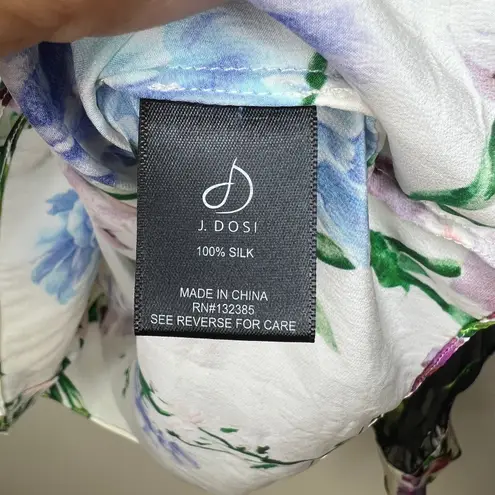 J. DOSI
100% SILK
MADE IN CHINA
RN#132385
SEE REVERSE FOR CARE